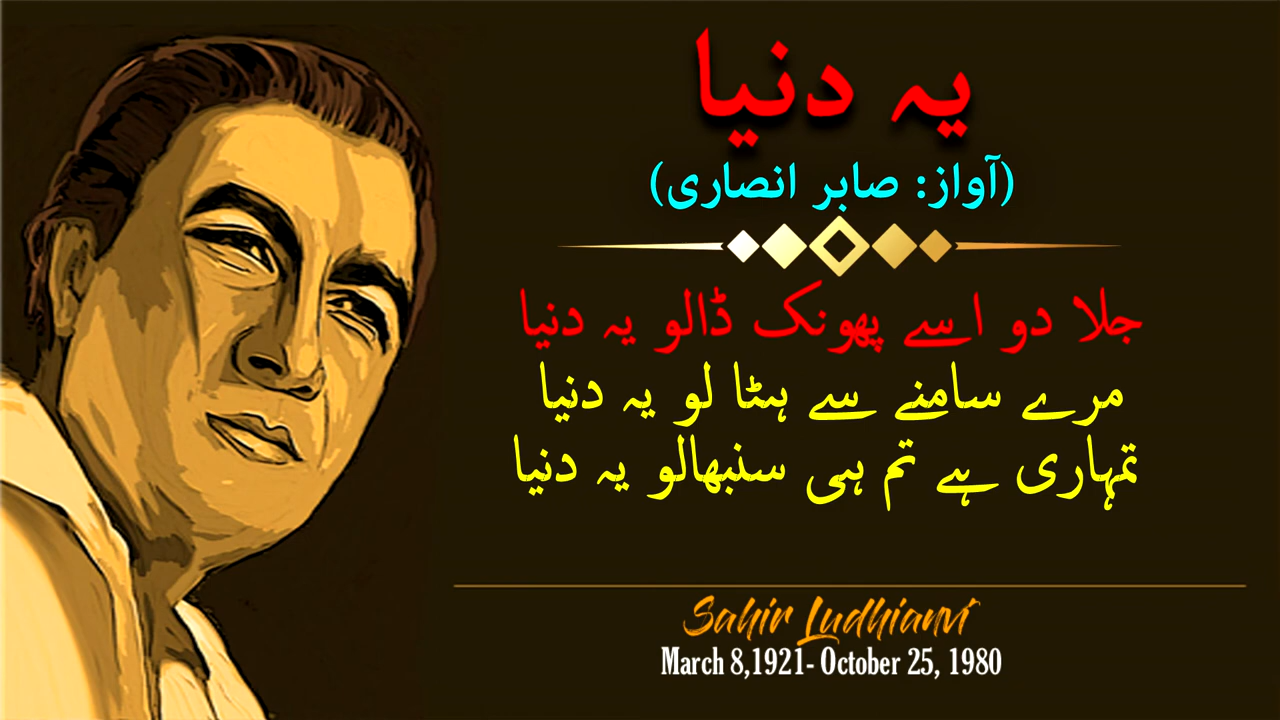 یہ دنیا
(آواز: صابر انصاری)
جلا دو اسے پھونک ڈالو یہ دنیا
مرے سامنے سے ہٹا لو یہ دنیا
تمہاری ہے تم ہی سنبھالو یہ دنیا
Sahir Ludhianvi
March 8,1921- October 25, 1980